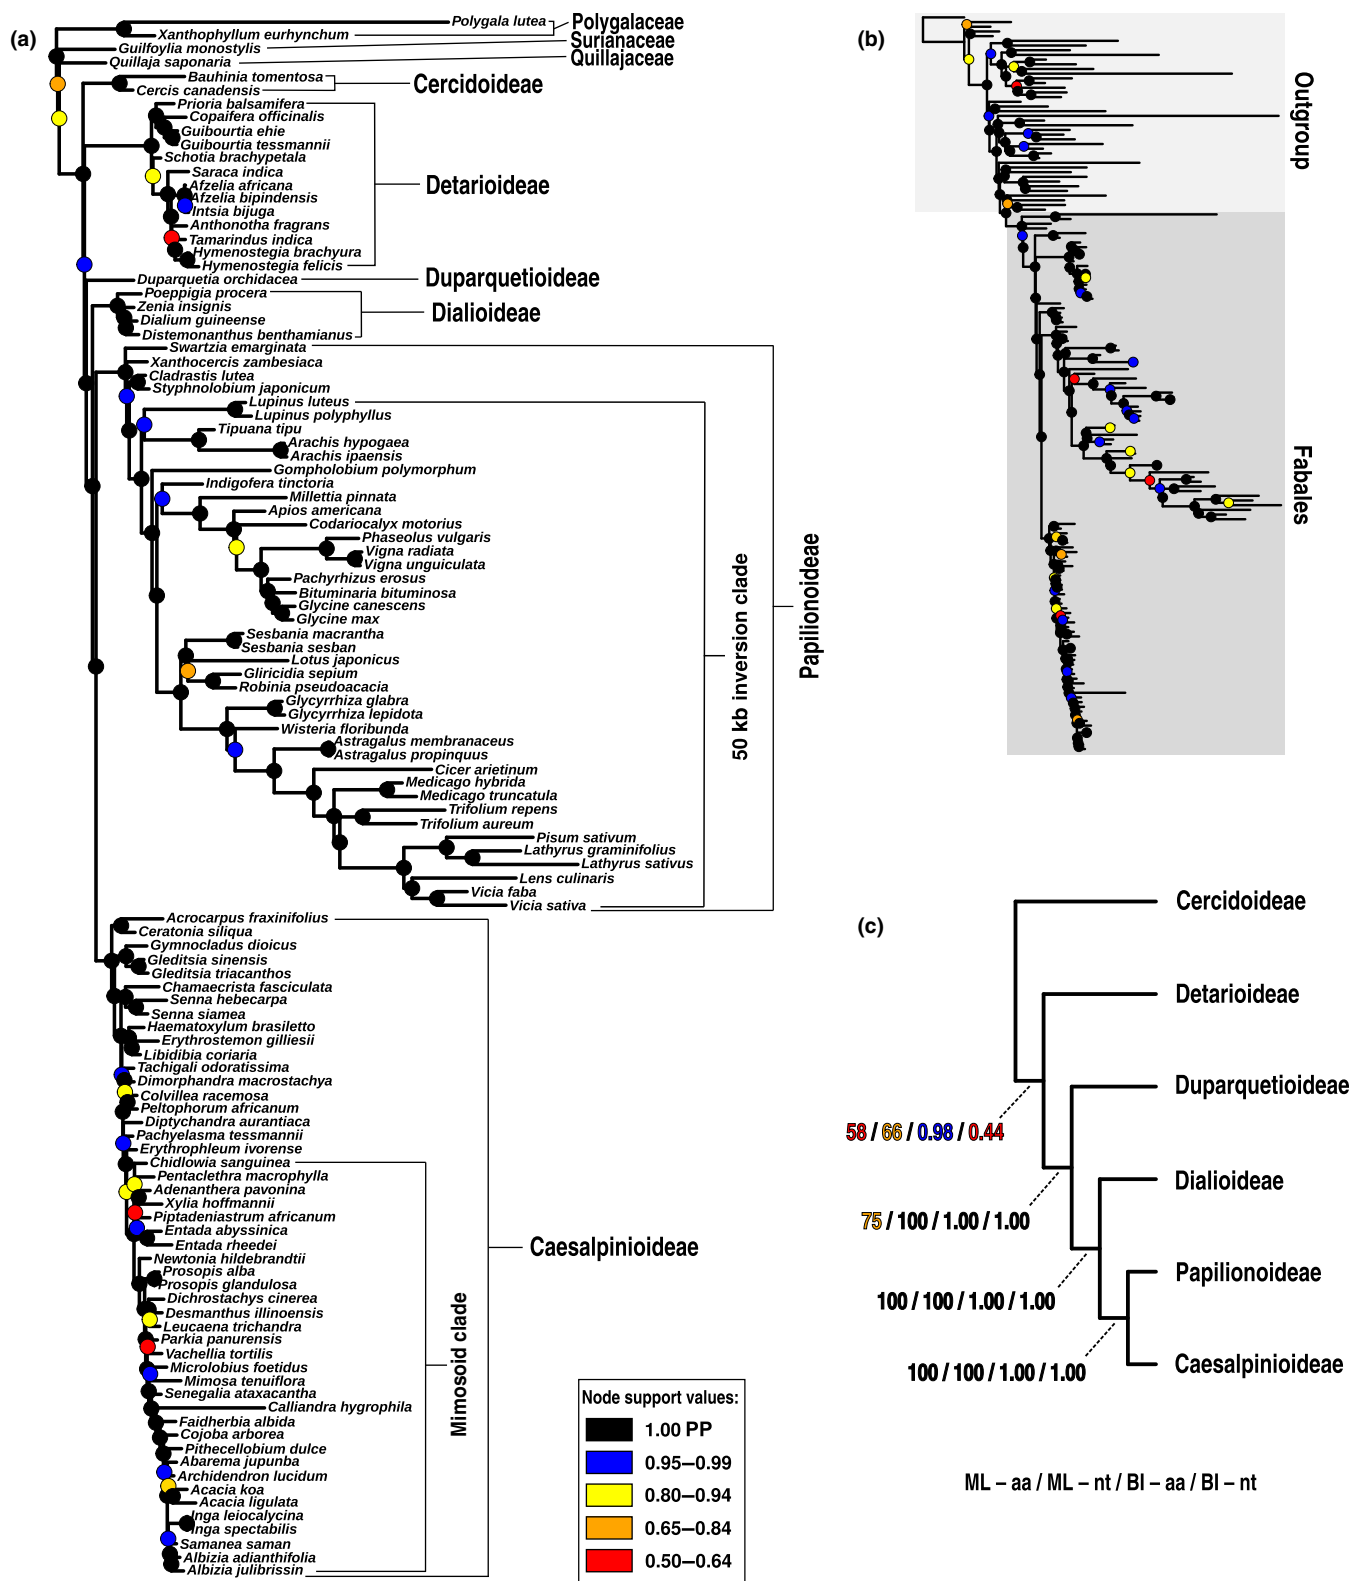 (a)
Polygala lutea
Xanthophyllum eurhynchum
Guilfoylia monostylis
Quillaja saponaria
Bauhinia tomentosa
Cercis canadensis
Prioria balsamifera
Copaifera officinalis
Guibourtia ehie
Guibourtia tessmannii
Schotia brachypetala
Saraca indica
Afzelia africana
Afzelia bipindensis
Intsia bijuga
Anthonotha fragrans
Tamarindus indica
Hymenostegia brachyura
Hymenostegia felicis
Duparquetia orchidacea
Poeppigia procera
Zenia insignis
Dialium guineense
Distemonanthus benthamianus
Swartzia emarginata
Xanthocercis zambesiaca
Cladrastis lutea
Styphnolobium japonicum
Lupinus luteus
Lupinus polyphyllus
Tipuana tipu
Arachis hypogaea
Arachis ipaensis
Gompholobium polymorphum
Indigofera tinctoria
Millettia pinnata
Apios americana
Codariocalyx motorius
Phaseolus vulgaris
Vigna radiata
Vigna unguiculata
Pachyrhizus erosus
Bituminaria bituminosa
Glycine canescens
Glycine max
Sesbania macrantha
Sesbania sesban
Lotus japonicus
Gliricidia sepium
Robinia pseudoacacia
Glycyrrhiza glabra
Glycyrrhiza lepidota
Wisteria floribunda
Astragalus membranaceus
Astragalus propinquus
Cicer arietinum
Medicago hybrida
Medicago truncatula
Trifolium repens
Trifolium aureum
Pisum sativum
Lathyrus graminifolius
Lathyrus sativus
Lens culinaris
Vicia faba
Vicia sativa
Acrocarpus fraxinifolius
Ceratonia siliqua
Gymnocladus dioicus
Gleditsia sinensis
Gleditsia triacanthos
Chamaecrista fasciculata
Senna hebecarpa
Senna siamea
Haematoxylum brasiletto
Erythrostemon gilliesii
Libidibia coriaria
Tachigali odoratissima
Dimorphandra macrostachya
Colvillea racemosa
Peltophorum africanum
Diptychandra aurantiaca
Pachyelasma tessmannii
Erythrophleum ivorense
Chidlowia sanguinea
Pentaclethra macrophylla
Adenanthera pavonina
Xylia hoffmannii
Piptadeniastrum africanum
Entada abyssinica
Entada rheedei
Newtonia hildebrandtii
Prosopis alba
Prosopis glandulosa
Dichrostachys cinerea
Desmanthus illinoensis
Leucaena trichandra
Parkia panurensis
Vachellia tortilis
Microlobius foetidus
Mimosa tenuiflora
Senegalia ataxacantha
Calliandra hygrophila
Faidherbia albida
Cojoba arborea
Pithecellobium dulce
Abarema jupunba
Archidendron lucidum
Acacia koa
Acacia ligulata
Inga leiocalycina
Inga spectabilis
Samanea saman
Albizia adianthifolia
Albizia julibrissin
Polygalaceae
Surianaceae
Quillajaceae
Cercidoideae
Detarioideae
Duparquetioideae
Dialioideae
50 kb inversion clade
Papilionoideae
Mimosoid clade
Caesalpinioideae
Node support values:
1.00 PP
0.95–0.99
0.80–0.94
0.65–0.84
0.50–0.64
(b)
Outgroup
Fabales
(c)
Cercidoideae
Detarioideae
Duparquetioideae
Dialioideae
Papilionoideae
Caesalpinioideae
58 / 66 / 0.98 / 0.44
75 / 100 / 1.00 / 1.00
100 / 100 / 1.00 / 1.00
100 / 100 / 1.00 / 1.00
ML – aa / ML – nt / BI – aa / BI – nt